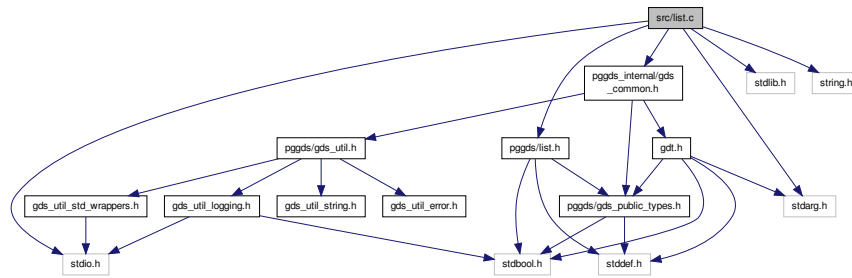 src/list.c
pggds_internal/gds
_common.h
stdlib.h
string.h
pggds/gds_util.h
pggds/list.h
gdt.h
gds_util_std_wrappers.h
gds_util_logging.h
gds_util_string.h
gds_util_error.h
pggds/gds_public_types.h
stdarg.h
stdio.h
stdbool.h
stddef.h